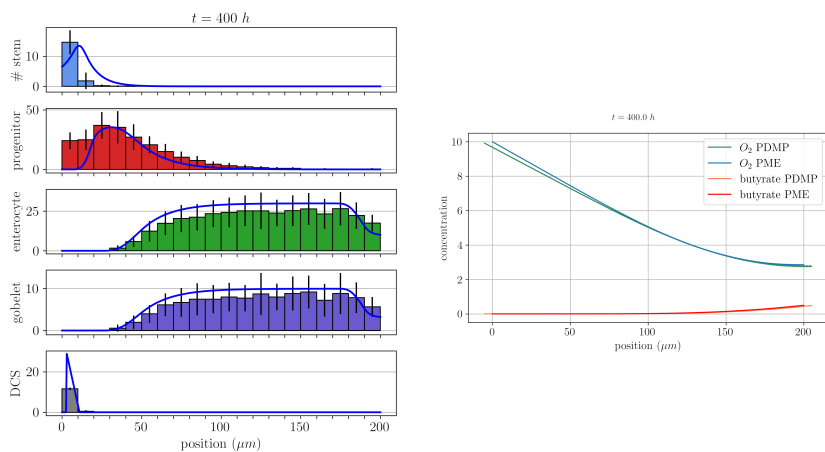 t = 400 h
# stem
10
0
progenitor
50
0
enterocyte
25
0
gobelet
10
0
DCS
20
0
0 50 100 150 200
position (μm)
t = 400.0 h
concentration
10
8
6
4
2
0
O₂ PDMP
O₂ PME
butyrate PDMP
butyrate PME
0 50 100 150 200
position (μm)